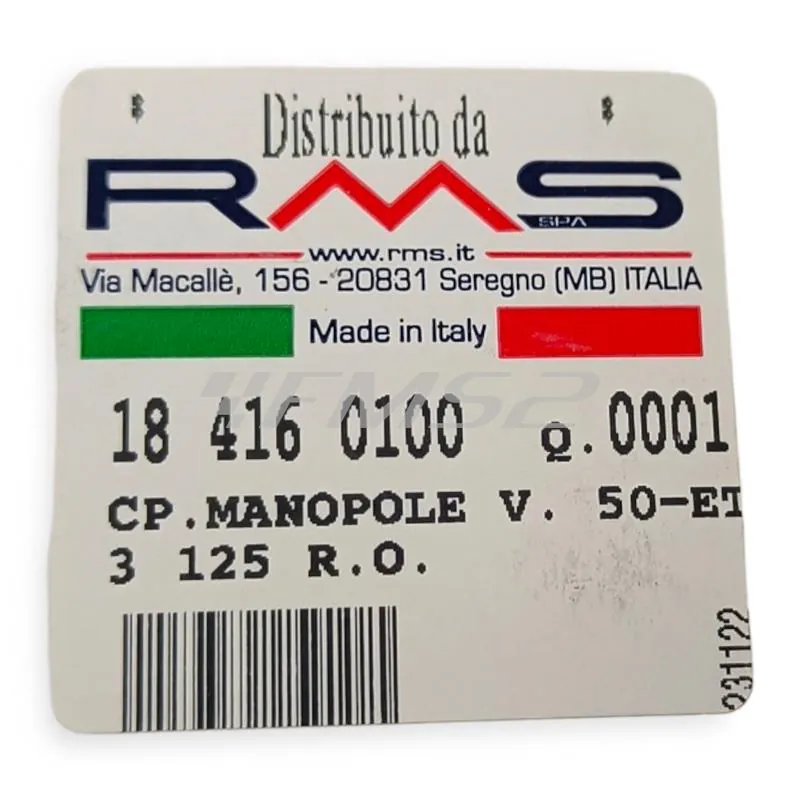 Distribuito da
RMS
SPA
www.rms.it
Via Macallè, 156 - 20831 Seregno (MB) ITALIA
Made in Italy
18 416 0100 Q.0001
CP.MANOPOLE V. 50-ET
3 125 R.O.
231122